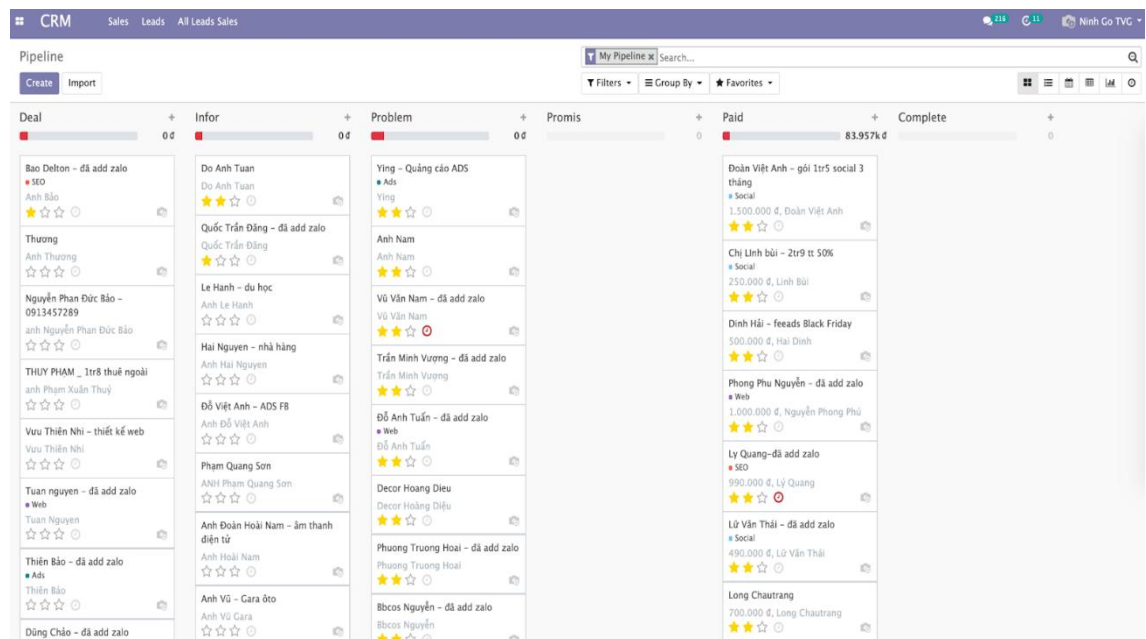 CRM
Sales Leads All Leads Sales
216
11
Ninh Go TVG
Pipeline
My Pipeline x Search...
Create Import
Filters Group By Favorites
Deal +
0 ₫
Bao Delton - đã add zalo
SEO
Anh Bảo
Thương
Anh Thương
Nguyễn Phan Đức Bảo -
0913457289
anh Nguyễn Phan Đức Bảo
THUY PHẠM _ 1tr8 thuê ngoài
anh Phạm Xuân Thuỷ
Vưu Thiên Nhi - thiết kế web
Vưu Thiên Nhi
Tuan nguyen - đã add zalo
Web
Tuan Nguyen
Thiên Bảo - đã add zalo
Ads
Thiên Bảo
Dũng Chảo - đã add zalo
Infor +
0 ₫
Do Anh Tuan
Do Anh Tuan
Quốc Trần Đăng - đã add zalo
Quốc Trần Đăng
Le Hanh - du học
Anh Le Hanh
Hai Nguyen - nhà hàng
Anh Hai Nguyen
Đỗ Việt Anh - ADS FB
Anh Đỗ Việt Anh
Phạm Quang Sơn
ANH Phạm Quang Sơn
Anh Đoàn Hoài Nam - âm thanh
điện tử
Anh Hoài Nam
Anh Vũ - Gara ôto
Anh Vũ Gara
Problem +
0 ₫
Ying - Quảng cáo ADS
Ads
Ying
Anh Nam
Anh Nam
Vũ Văn Nam - đã add zalo
Vũ Văn Nam
Trần Minh Vượng - đã add zalo
Trần Minh Vượng
Đỗ Anh Tuấn - đã add zalo
Web
Đỗ Anh Tuấn
Decor Hoang Dieu
Decor Hoàng Diệu
Phuong Truong Hoai - đã add zalo
Phuong Truong Hoai
Bbcos Nguyễn - đã add zalo
Bbcos Nguyễn
Promis +
0
Paid +
83.957k ₫
Đoàn Việt Anh - gói 1tr5 social 3
tháng
Social
1.500.000 ₫, Đoàn Việt Anh
Chị LInh bùi - 2tr9 tt 50%
Social
250.000 ₫, Linh Bùi
Dinh Hải - feeads Black Friday
500.000 ₫, Hai Dinh
Phong Phu Nguyễn - đã add zalo
Web
1.000.000 ₫, Nguyễn Phong Phú
Ly Quang-đã add zalo
SEO
990.000 ₫, Lý Quang
Lữ Văn Thái - đã add zalo
Social
490.000 ₫, Lữ Văn Thái
Long Chautrang
700.000 ₫, Long Chautrang
Complete +
0